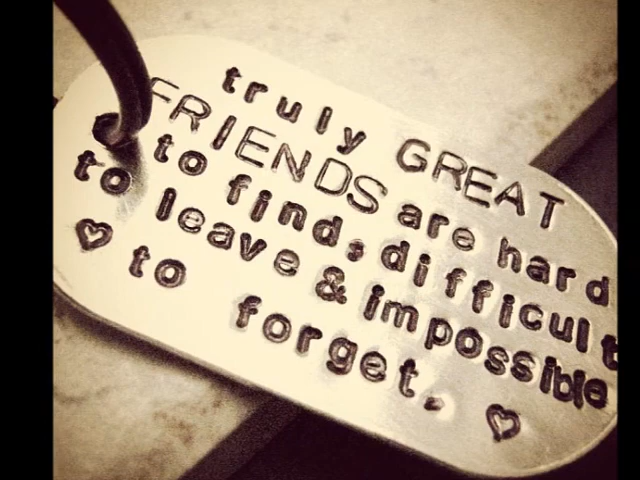 truly GREAT
FRIENDS are hard
to find, difficult
to leave & impossible
♡ to forget. ♡